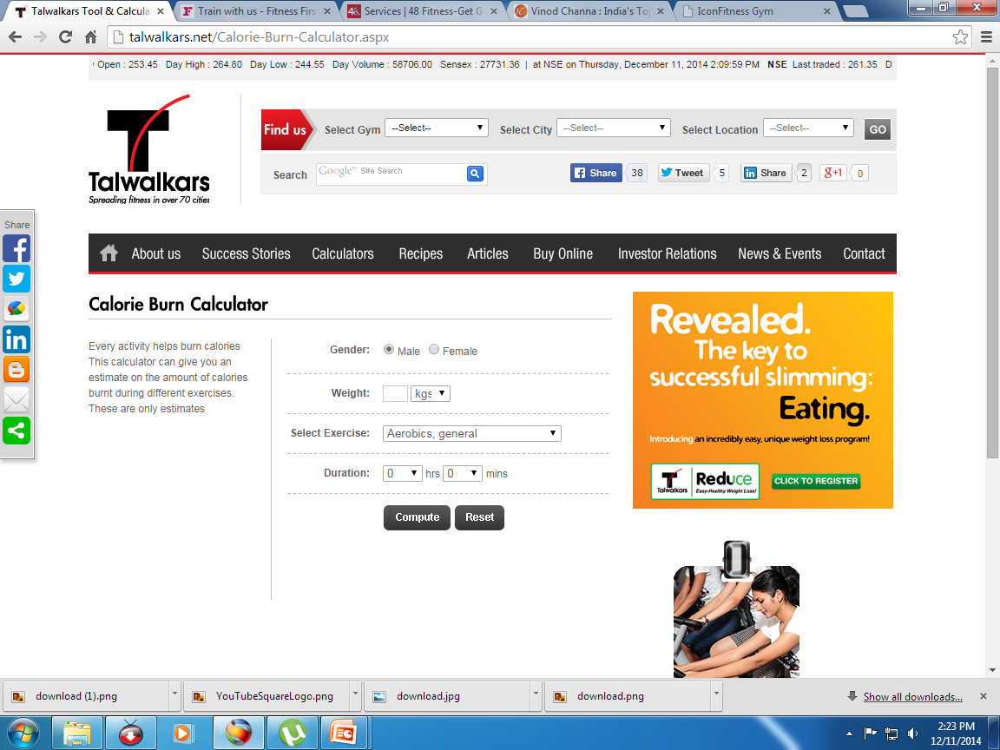 Talwalkars Tool & Calcula
Train with us - Fitness Firs
Services | 48 Fitness-Get G
Vinod Channa : India's Top
IconFitness Gym
talwalkars.net/Calorie-Burn-Calculator.aspx
Open : 253.45 Day High : 264.80 Day Low : 244.55 Day Volume : 58706.00 Sensex : 27731.36 | at NSE on Thursday, December 11, 2014 2:09:59 PM NSE Last traded : 261.35 D
Talwalkars
Spreading fitness in over 70 cities
Find us
Select Gym --Select-- Select City --Select-- Select Location --Select-- GO
Search Google™ Site Search
Share 38 Tweet 5 Share 2 g+1 0
Share
About us Success Stories Calculators Recipes Articles Buy Online Investor Relations News & Events Contact
Calorie Burn Calculator
Every activity helps burn calories
This calculator can give you an
estimate on the amount of calories
burnt during different exercises.
These are only estimates
Gender: Male Female
Weight: kgs
Select Exercise: Aerobics, general
Duration: 0 hrs 0 mins
Compute Reset
Revealed.
The key to
successful slimming:
Eating.
Introducing an incredibly easy, unique weight loss program!
Talwalkars Reduce
Easy-Healthy Weight Loss!
CLICK TO REGISTER
download (1).png
YouTubeSquareLogo.png
download.jpg
download.png
Show all downloads...
2:23 PM
12/11/2014